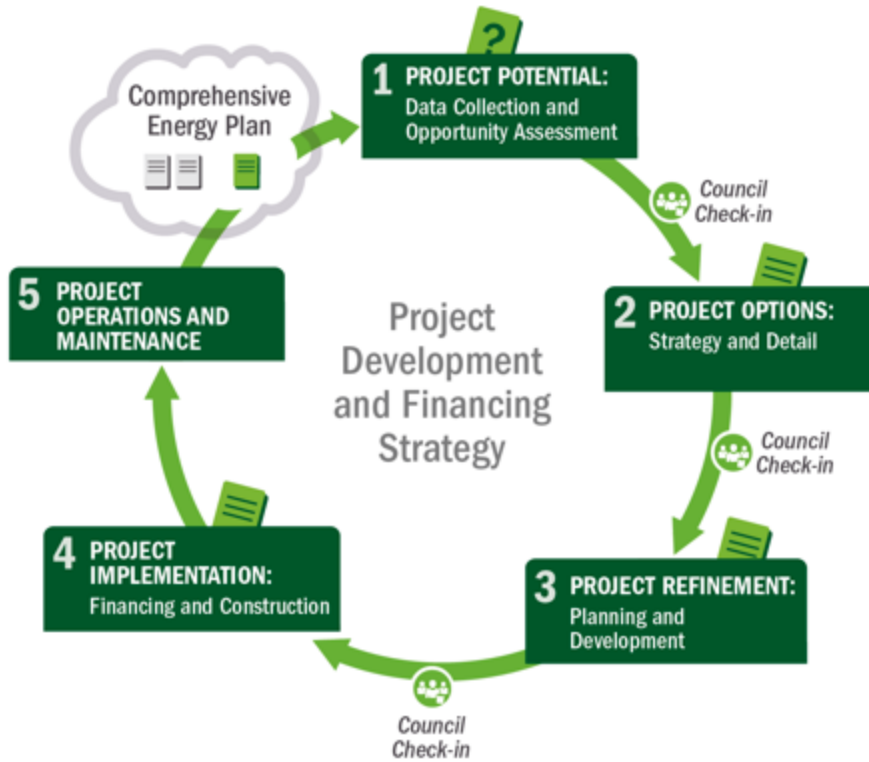 Comprehensive
Energy Plan
?
1 PROJECT POTENTIAL:
Data Collection and
Opportunity Assessment
Council
Check-in
2 PROJECT OPTIONS:
Strategy and Detail
Council
Check-in
3 PROJECT REFINEMENT:
Planning and
Development
Council
Check-in
4 PROJECT
IMPLEMENTATION:
Financing and Construction
5 PROJECT
OPERATIONS AND
MAINTENANCE
Project
Development
and Financing
Strategy